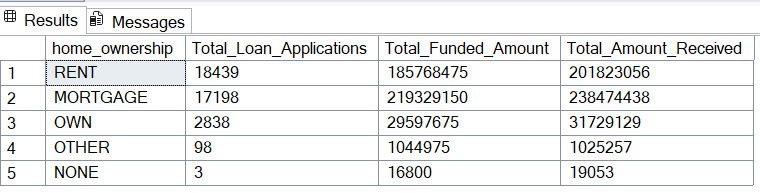 Results Messages
home_ownership Total_Loan_Applications Total_Funded_Amount Total_Amount_Received
1 RENT 18439 185768475 201823056
2 MORTGAGE 17198 219329150 238474438
3 OWN 2838 29597675 31729129
4 OTHER 98 1044975 1025257
5 NONE 3 16800 19053